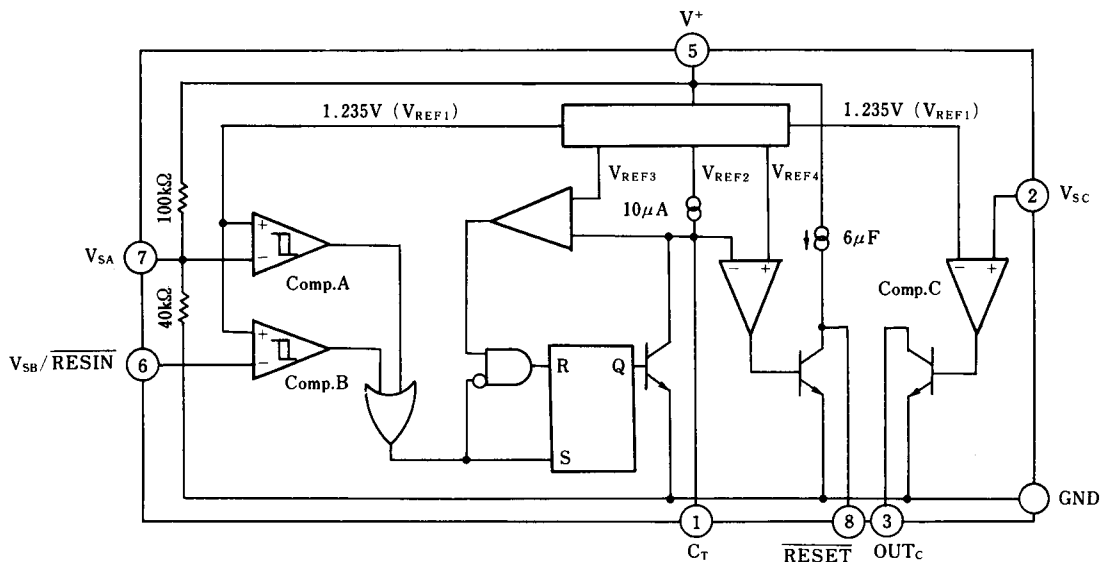 V+
5
1.235V (VREF1)
1.235V (VREF1)
VREF3
VREF2
VREF4
100kΩ
10μA
2
VSC
+
-
6μF
VSA
7
-
+
Comp.A
Comp.C
-
+
40kΩ
+
-
VSB/RESIN
6
Comp.B
R
Q
S
GND
1
8
3
CT
RESET
OUTC